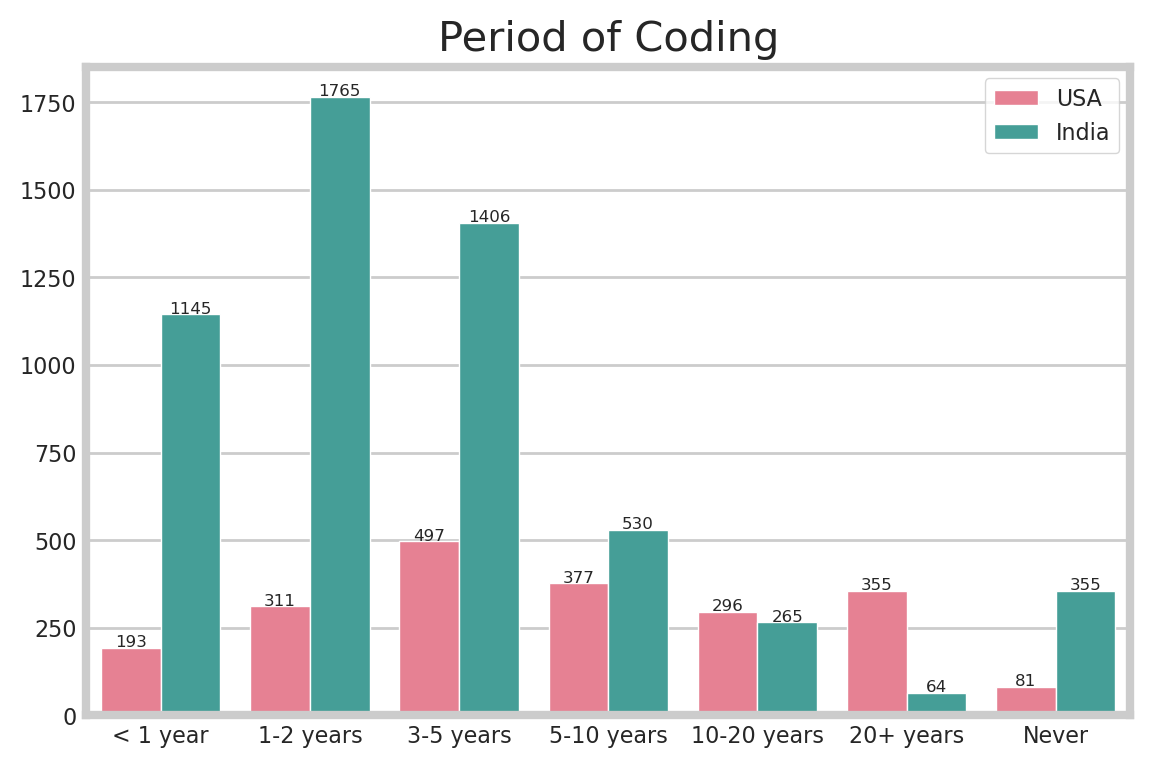 Period of Coding
USA
India
1750
1500
1250
1000
750
500
250
0
193
1145
311
1765
497
1406
377
530
296
265
355
64
81
355
< 1 year
1-2 years
3-5 years
5-10 years
10-20 years
20+ years
Never